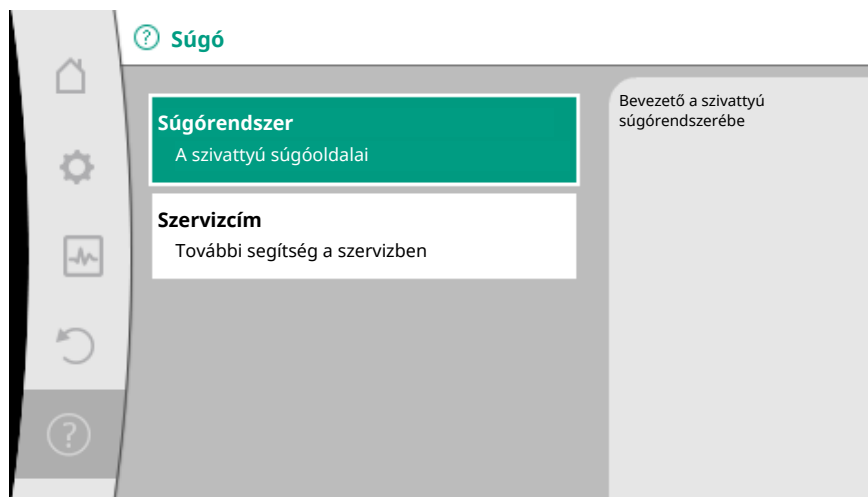 Súgó
Súgórendszer
A szivattyú súgóoldalai
Szervizcím
További segítség a szervizben
Bevezető a szivattyú
súgórendszerébe